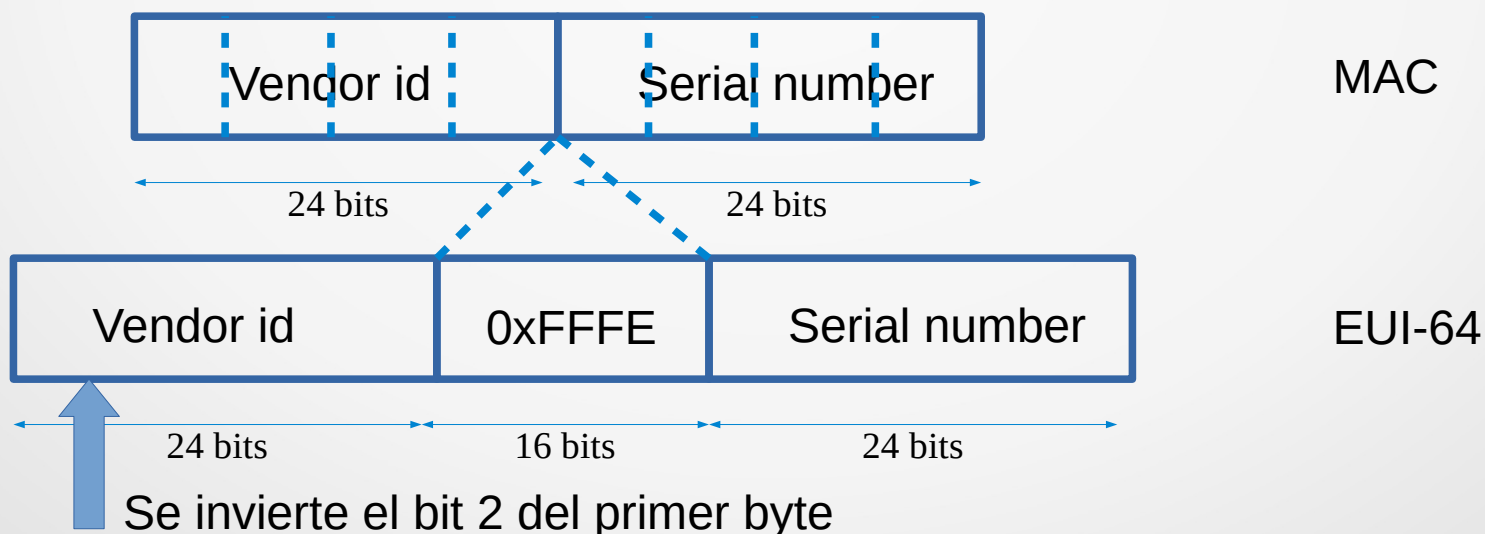 Vendor id Serial number MAC
24 bits 24 bits
Vendor id 0xFFFE Serial number EUI-64
24 bits 16 bits 24 bits
Se invierte el bit 2 del primer byte